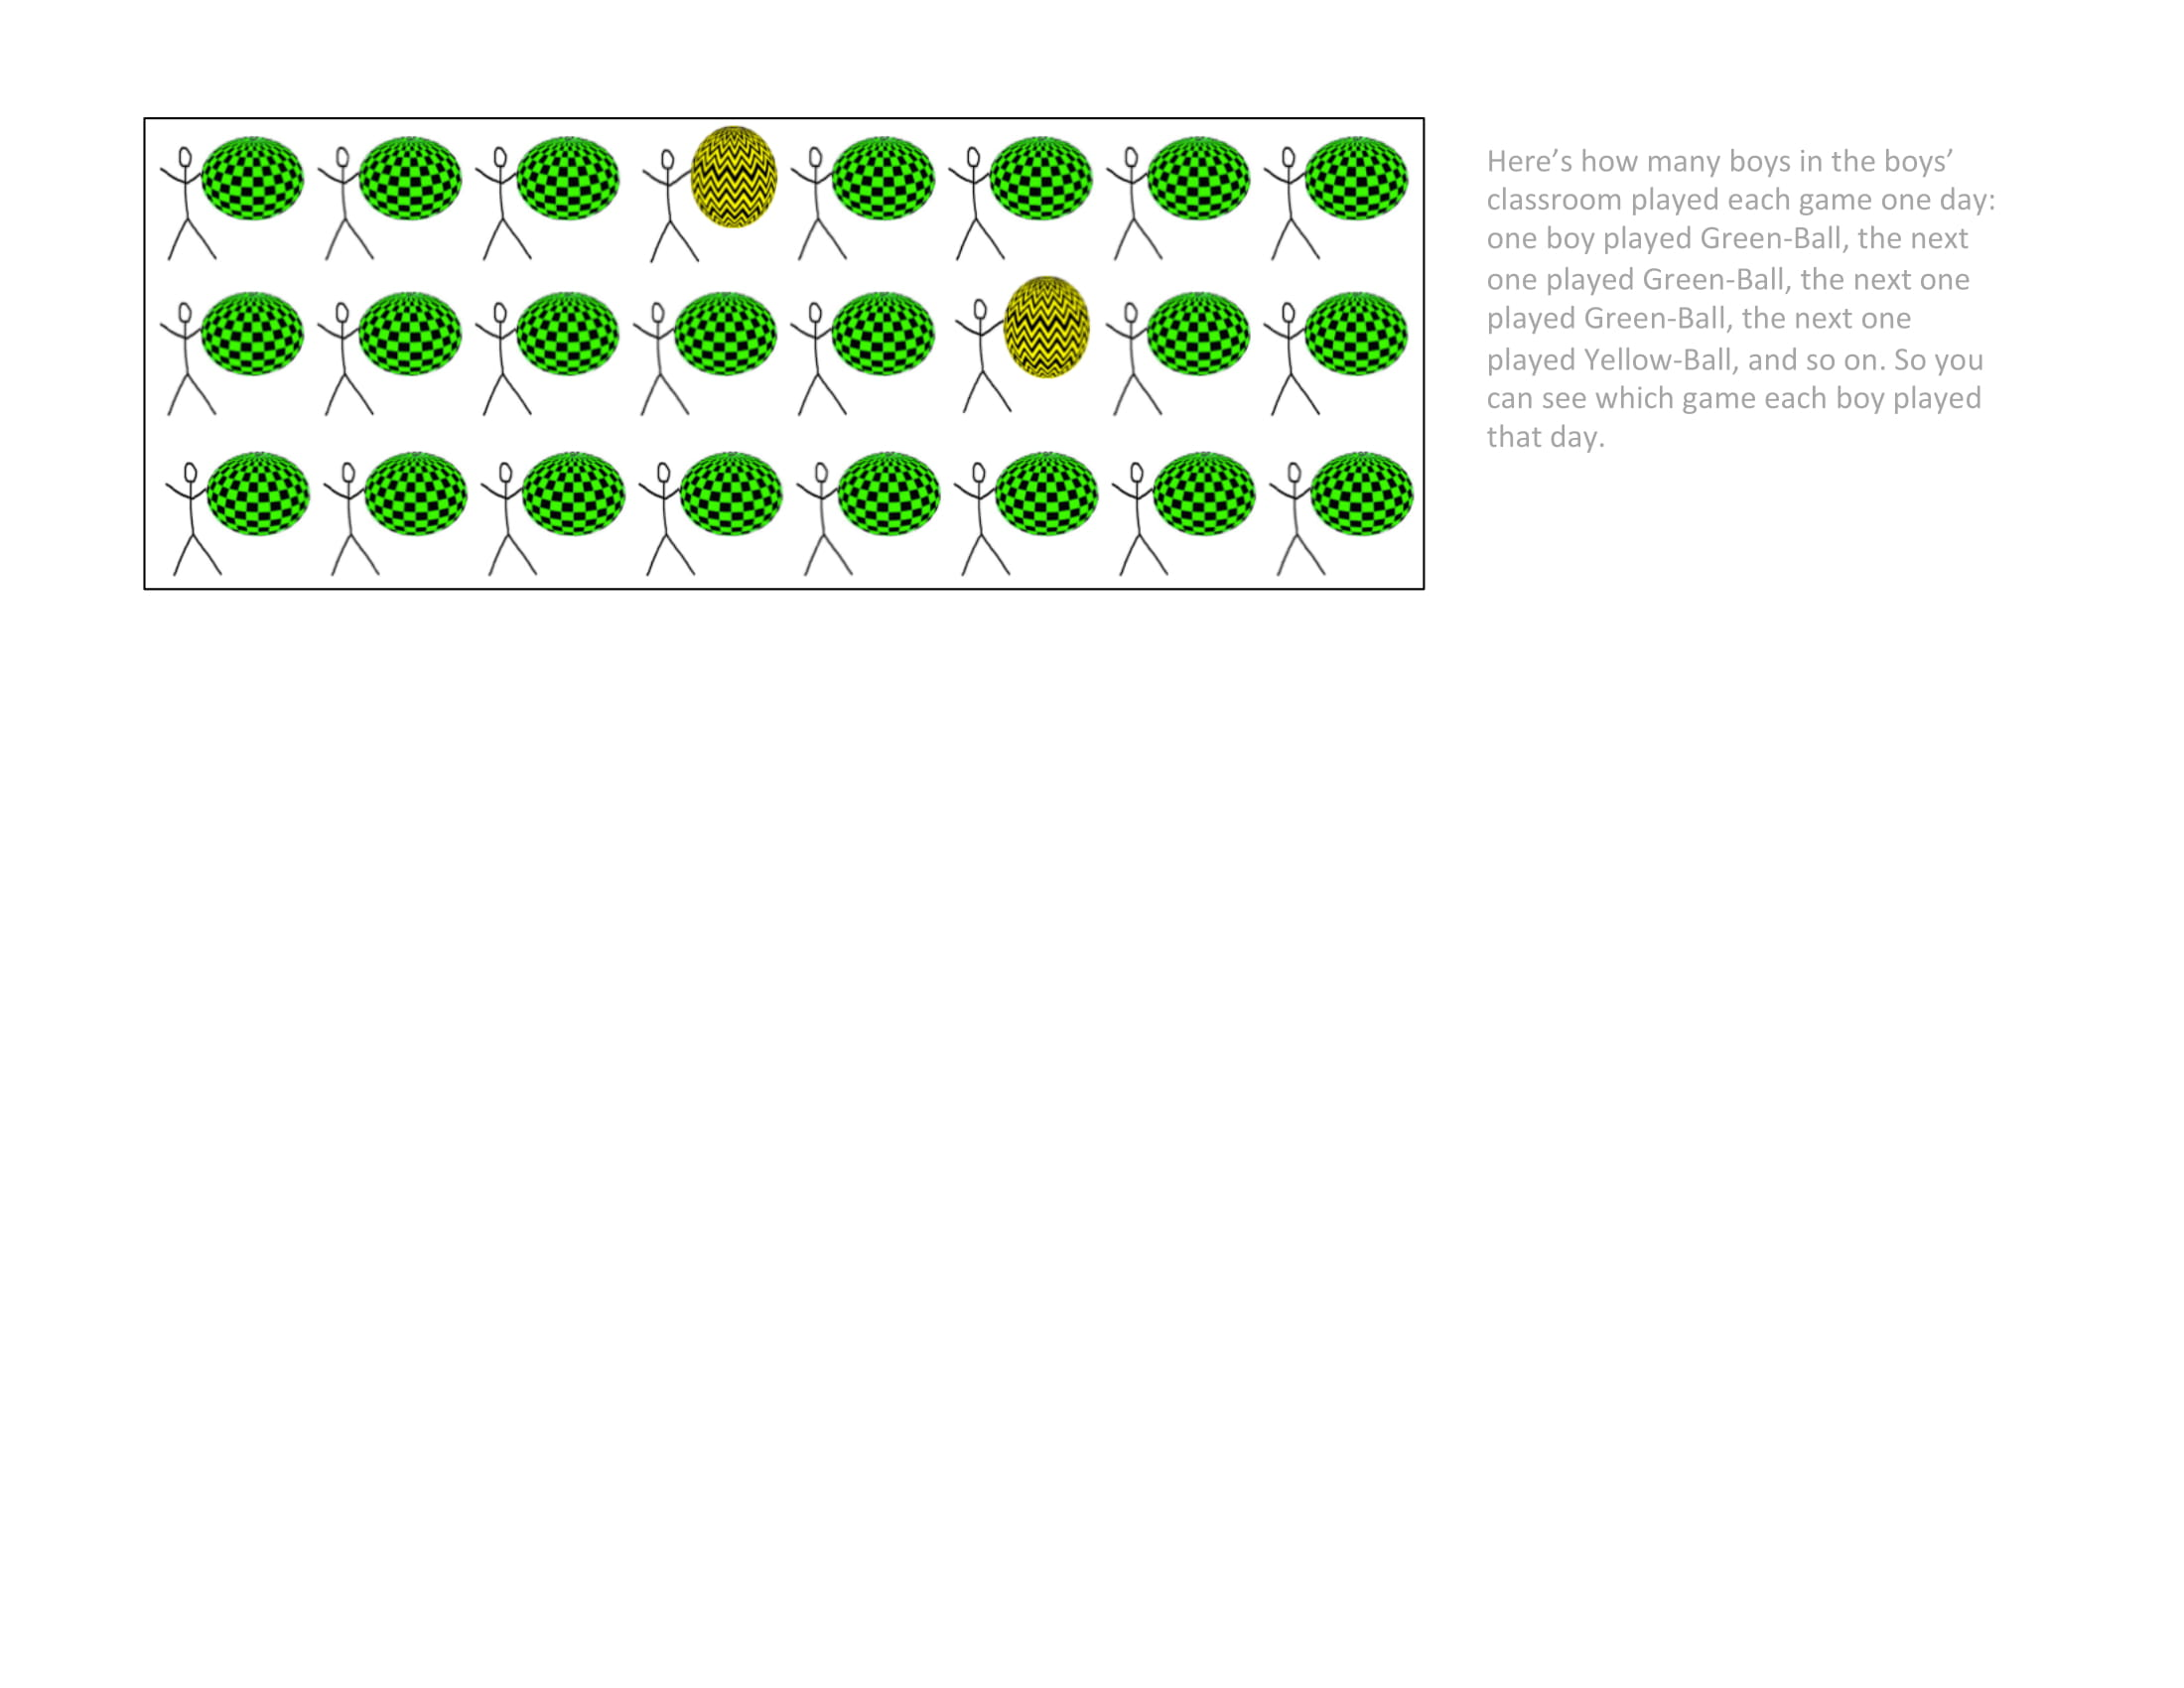 Here’s how many boys in the boys’
classroom played each game one day:
one boy played Green-Ball, the next
one played Green-Ball, the next one
played Green-Ball, the next one
played Yellow-Ball, and so on. So you
can see which game each boy played
that day.